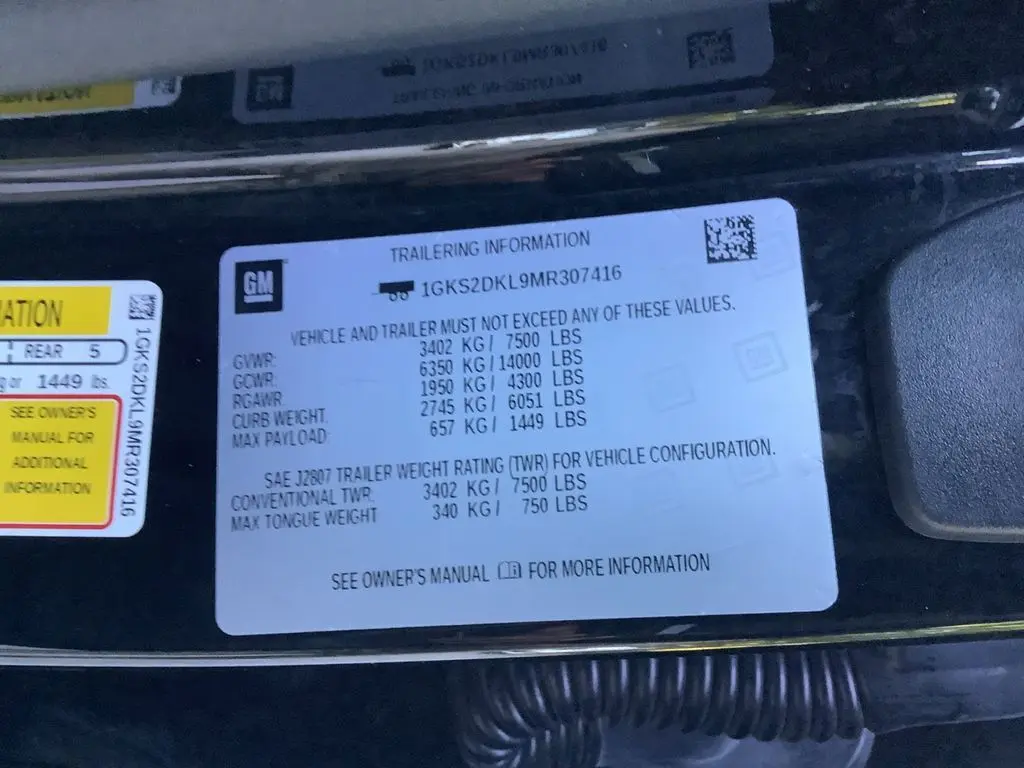 TRAILERING INFORMATION
GM
1GKS2DKL9MR307416
VEHICLE AND TRAILER MUST NOT EXCEED ANY OF THESE VALUES.
GVWR: 3402 KG / 7500 LBS
GCWR: 6350 KG / 14000 LBS
RGAWR 1950 KG / 4300 LBS
CURB WEIGHT. 2745 KG / 6051 LBS
MAX PAYLOAD: 657 KG / 1449 LBS
SAE J2807 TRAILER WEIGHT RATING (TWR) FOR VEHICLE CONFIGURATION.
CONVENTIONAL TWR. 3402 KG / 7500 LBS
MAX TONGUE WEIGHT 340 KG / 750 LBS
SEE OWNER'S MANUAL FOR MORE INFORMATION
ATION
REAR 5
g or 1449 lbs.
SEE OWNER'S
MANUAL FOR
ADDITIONAL
INFORMATION
1GKS2DKL9MR307416